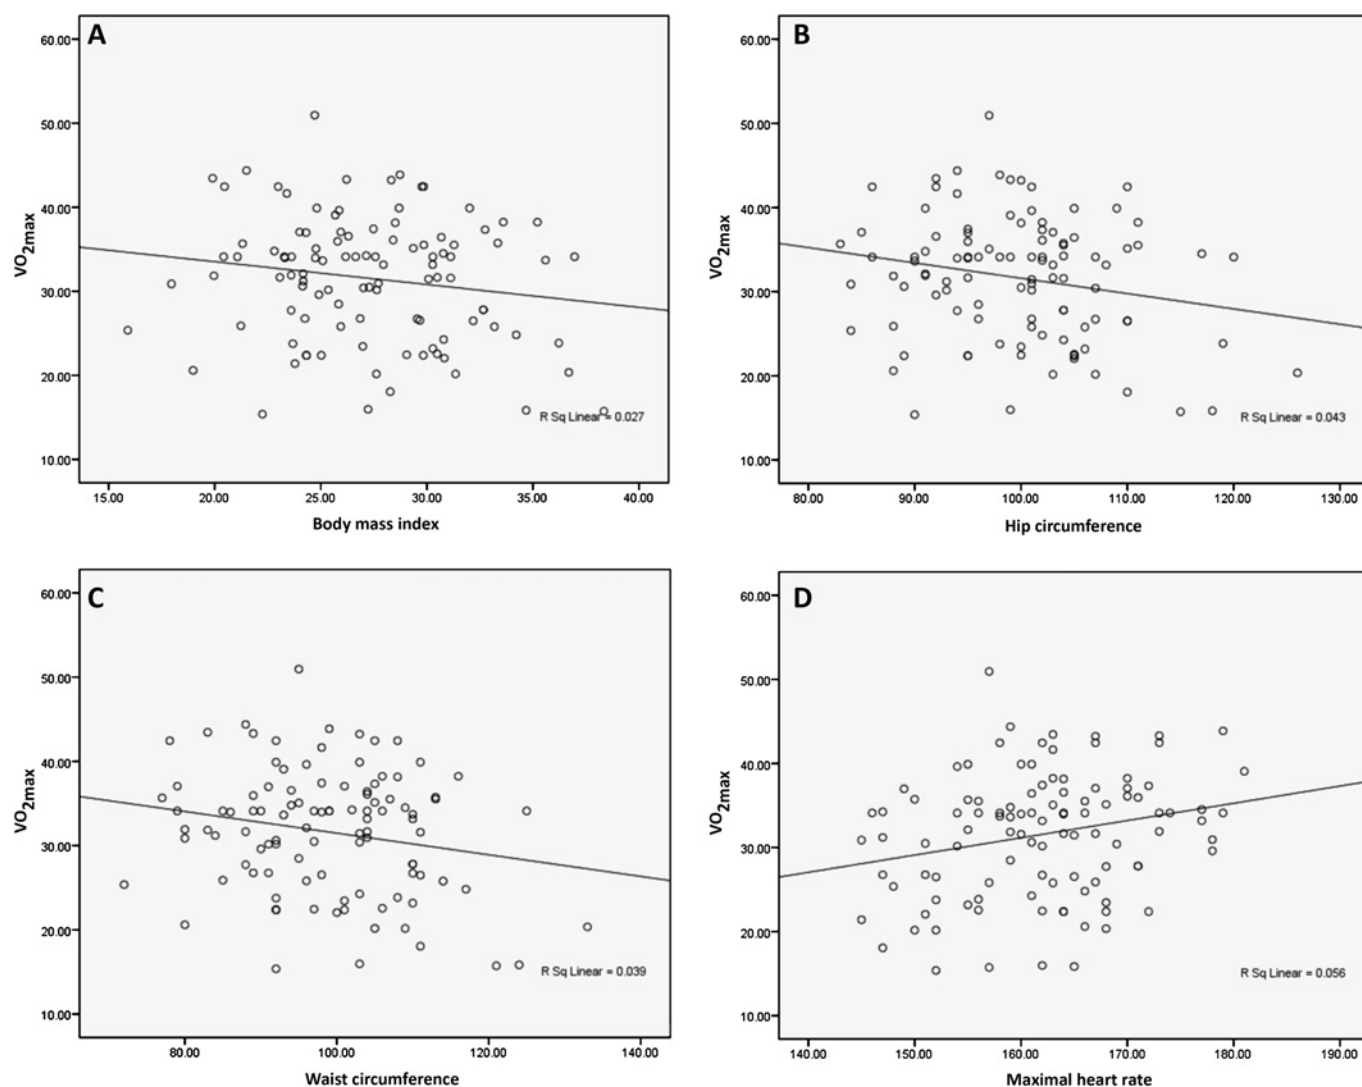 A
60.00
50.00
40.00
30.00
20.00
10.00
VO2max
R Sq Linear = 0.027
15.00 20.00 25.00 30.00 35.00 40.00
Body mass index
B
60.00
50.00
40.00
30.00
20.00
10.00
VO2max
R Sq Linear = 0.043
80.00 90.00 100.00 110.00 120.00 130.00
Hip circumference
C
60.00
50.00
40.00
30.00
20.00
10.00
VO2max
R Sq Linear = 0.039
80.00 100.00 120.00 140.00
Waist circumference
D
60.00
50.00
40.00
30.00
20.00
10.00
VO2max
R Sq Linear = 0.056
140.00 150.00 160.00 170.00 180.00 190.00
Maximal heart rate